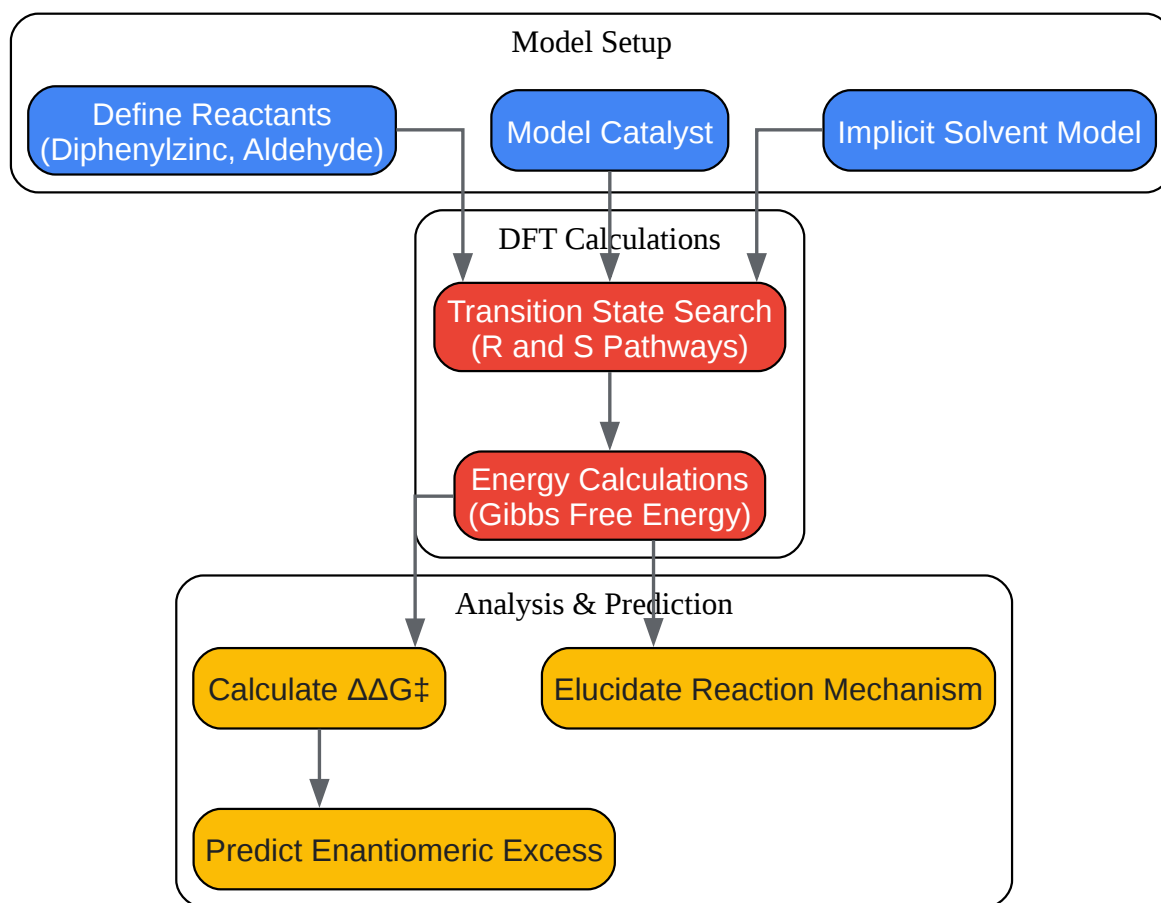 Model Setup
Define Reactants
(Diphenylzinc, Aldehyde)
Model Catalyst
Implicit Solvent Model
DFT Calculations
Transition State Search
(R and S Pathways)
Energy Calculations
(Gibbs Free Energy)
Analysis & Prediction
Calculate ΔΔG‡
Elucidate Reaction Mechanism
Predict Enantiomeric Excess